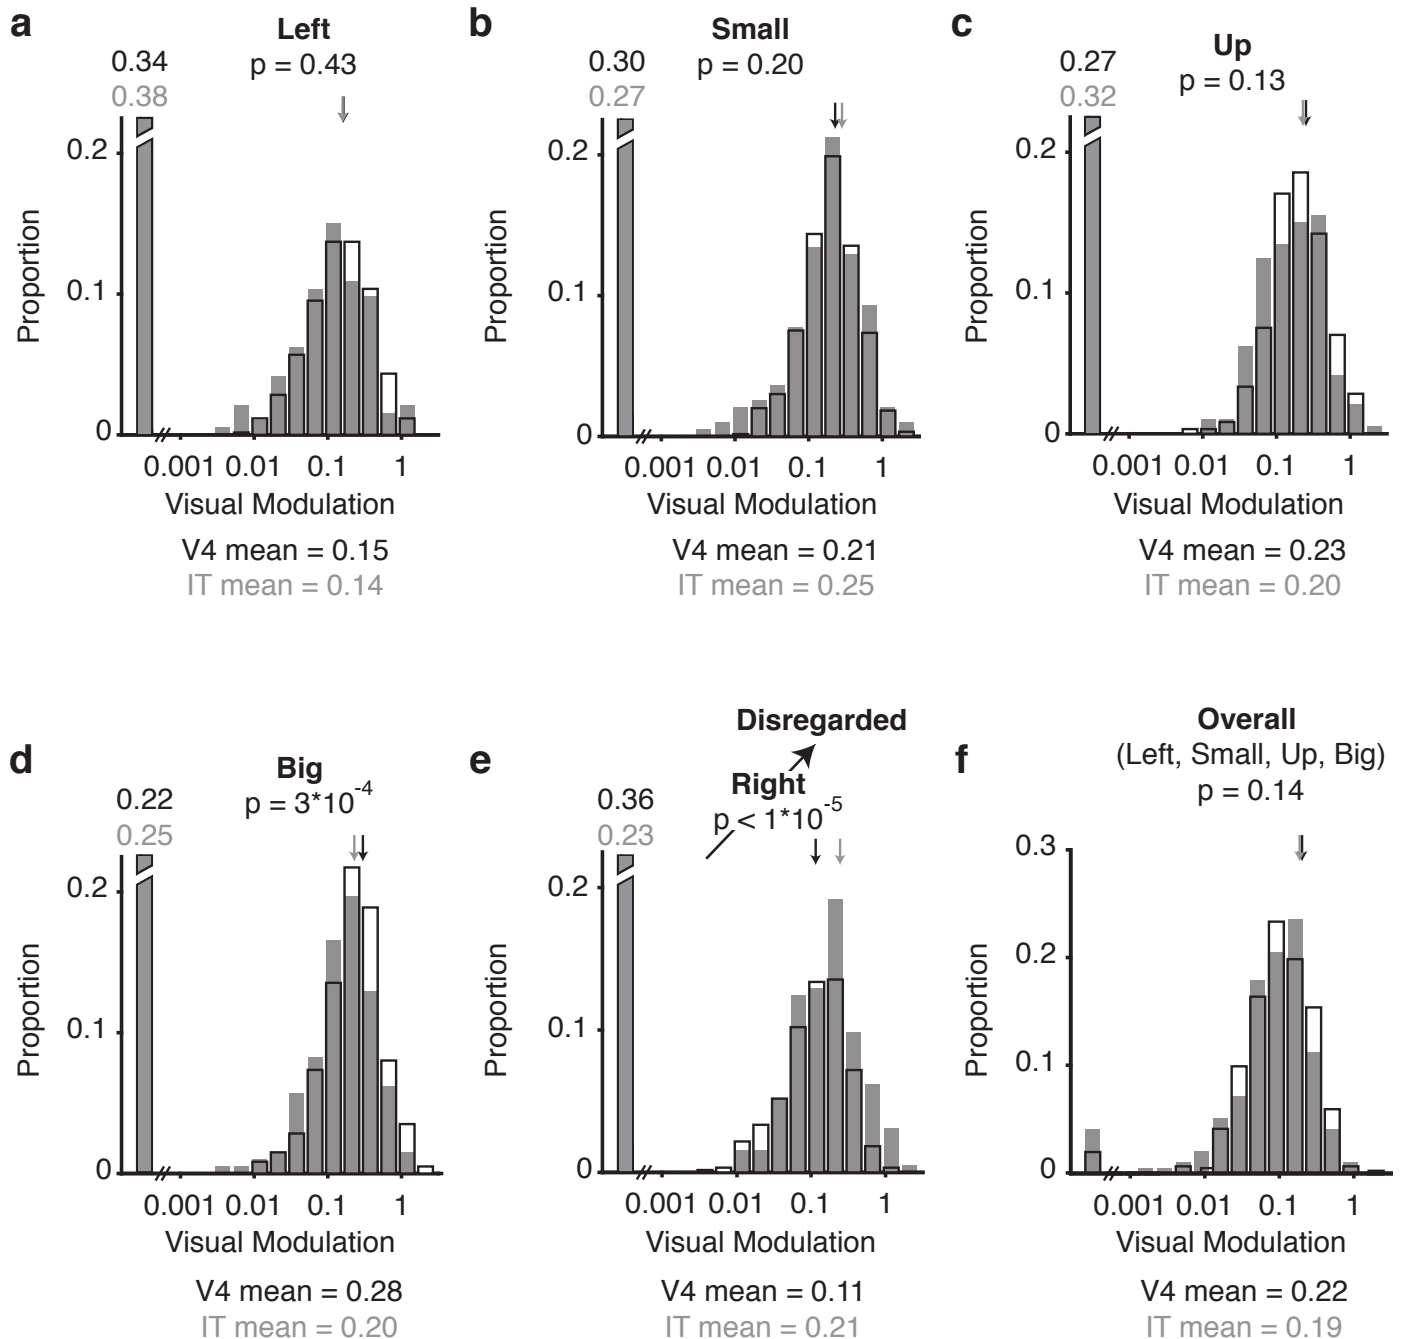 a
Left
0.34
p = 0.43
0.38
0.2
0.1
0
Proportion
0.001 0.01 0.1 1
Visual Modulation
V4 mean = 0.15
IT mean = 0.14
b
Small
0.30
p = 0.20
0.27
0.2
0.1
0
Proportion
0.001 0.01 0.1 1
Visual Modulation
V4 mean = 0.21
IT mean = 0.25
c
Up
0.27
p = 0.13
0.32
0.2
0.1
0
Proportion
0.001 0.01 0.1 1
Visual Modulation
V4 mean = 0.23
IT mean = 0.20
d
Big
0.22
p = 3*10-4
0.25
0.2
0.1
0
Proportion
0.001 0.01 0.1 1
Visual Modulation
V4 mean = 0.28
IT mean = 0.20
e
Disregarded
Right
0.36
p < 1*10-5
0.23
0.2
0.1
0
Proportion
0.001 0.01 0.1 1
Visual Modulation
V4 mean = 0.11
IT mean = 0.21
f
Overall
(Left, Small, Up, Big)
p = 0.14
0.3
0.2
0.1
0
Proportion
0.001 0.01 0.1 1
Visual Modulation
V4 mean = 0.22
IT mean = 0.19